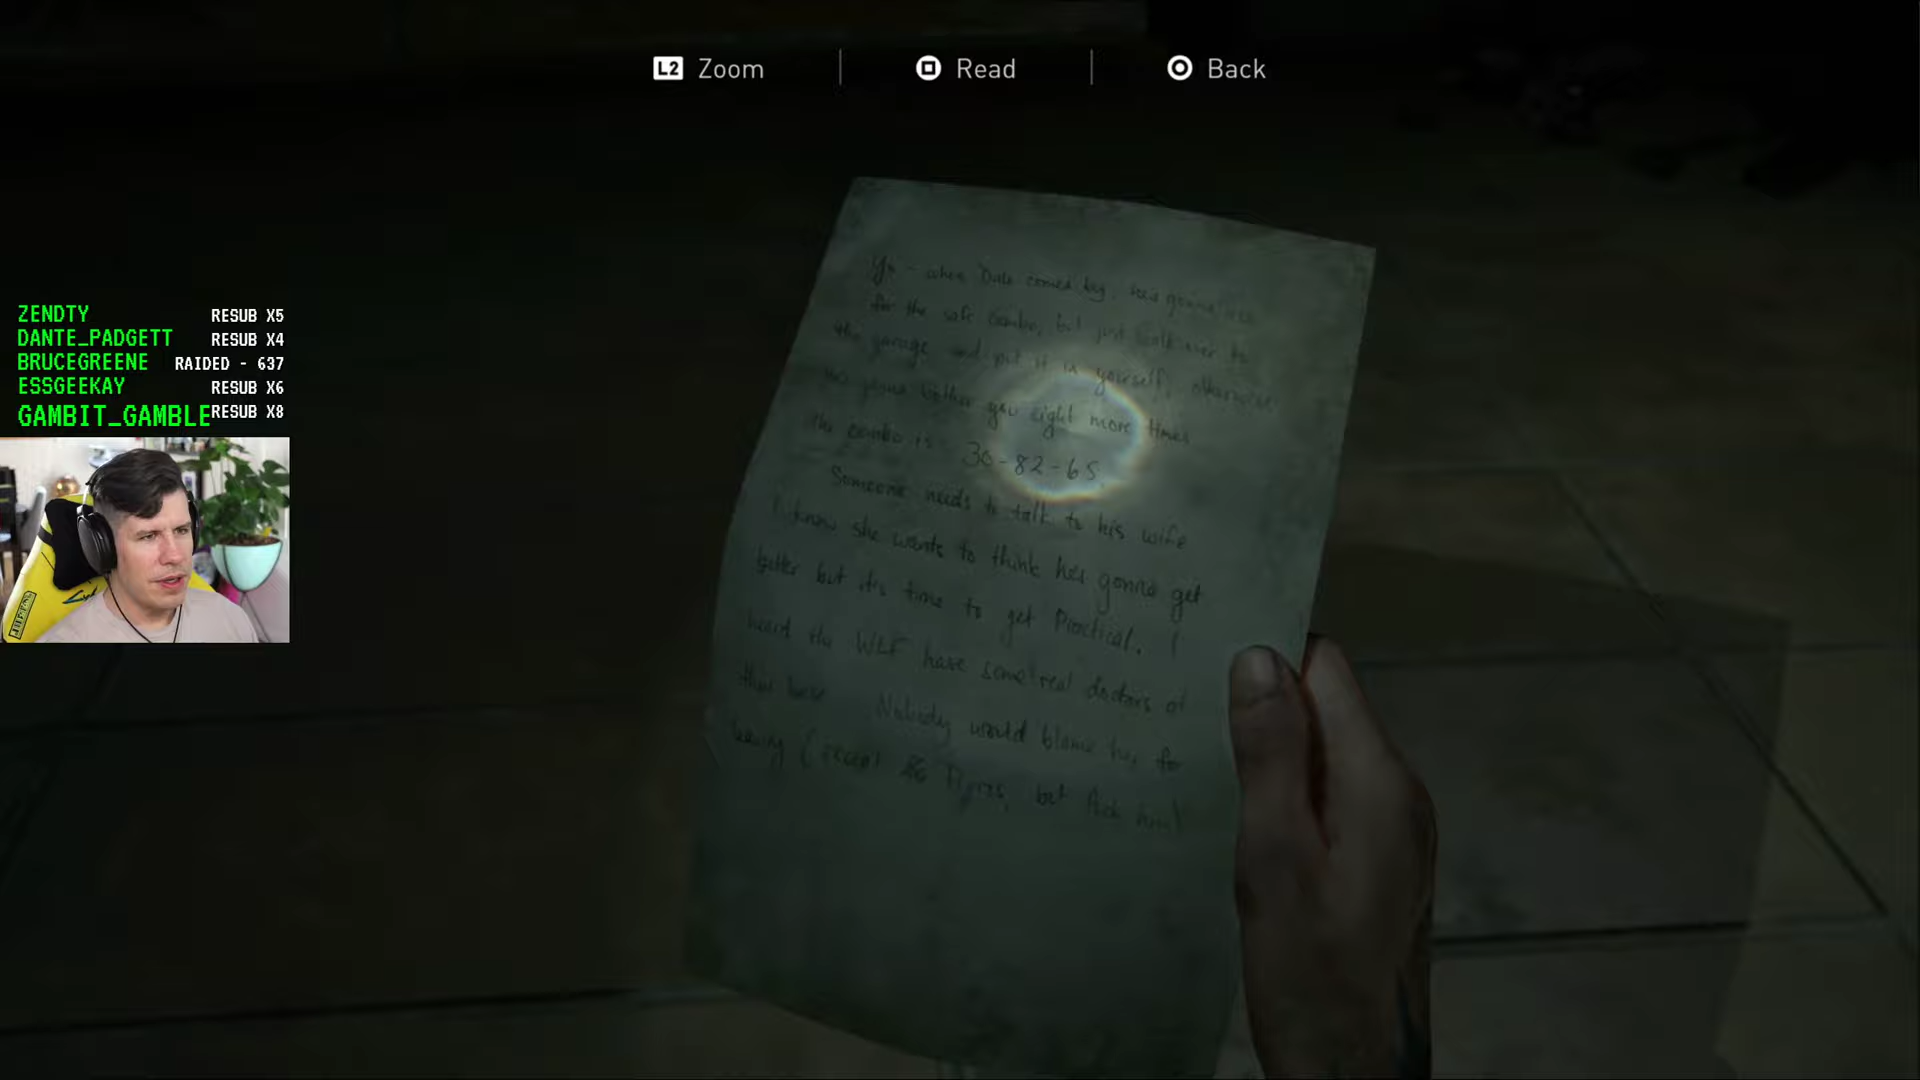 L2 Zoom | Read | Back
Yo - when Dale comes by, he's gonna ask
for the safe combo, but just walk over to
the garage and put it in yourself, otherwise
bother you eight more times
the combo is 30-82-65.
Someone needs to talk to his wife
I know she wants to think he's gonna get
better but it's time to get Practical. I
heard the WLF have some real doctors at
their base. Nobody would blame her for
leaving (except
ZENDTY RESUB X5
DANTE_PADGETT RESUB X4
BRUCEGREENE RAIDED - 637
ESSGEEKAY RESUB X6
GAMBIT_GAMBLE RESUB X8